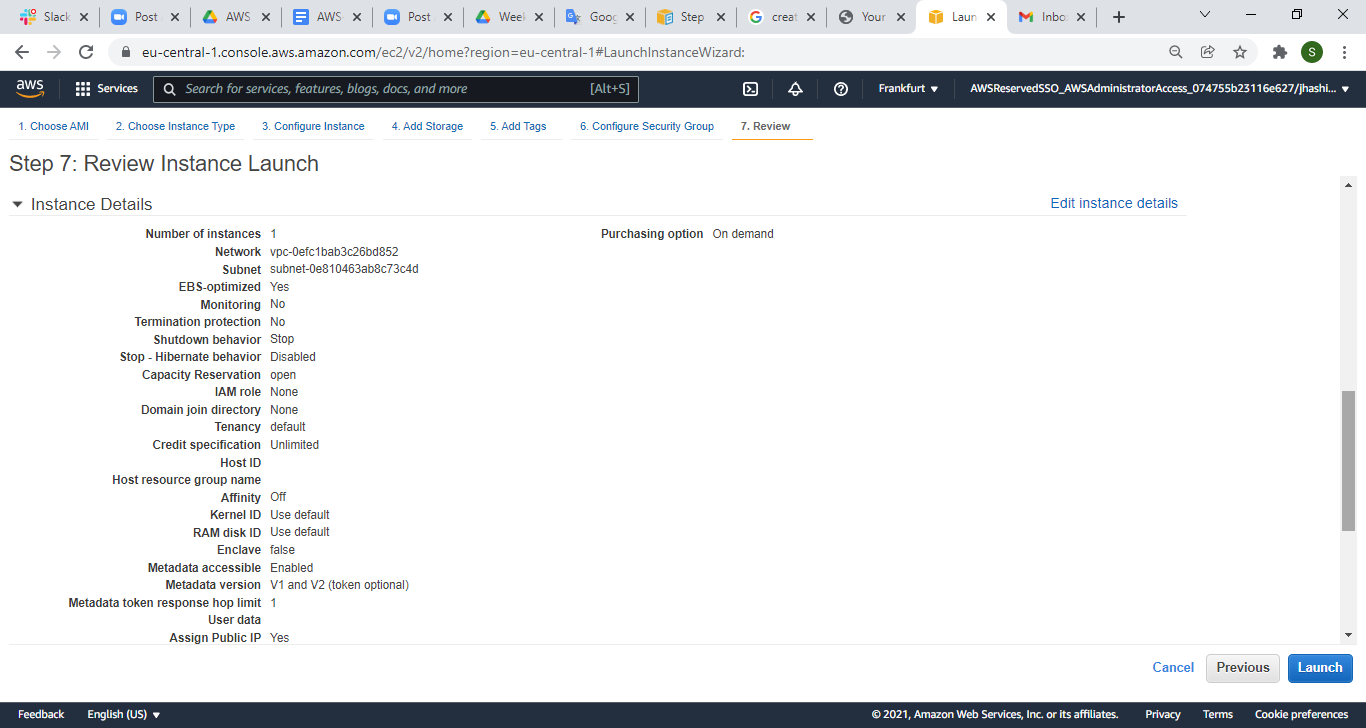 Slack
Post
AWS
AWS
Post
Week
Goog
Step
creat
Your
Laun
Inbo
eu-central-1.console.aws.amazon.com/ec2/v2/home?region=eu-central-1#LaunchInstanceWizard:
S
aws
Services
Search for services, features, blogs, docs, and more
[Alt+S]
Frankfurt
AWSReservedSSO_AWSAdministratorAccess_074755b23116e627/jhashi...
1. Choose AMI
2. Choose Instance Type
3. Configure Instance
4. Add Storage
5. Add Tags
6. Configure Security Group
7. Review
Step 7: Review Instance Launch
Instance Details
Edit instance details
Number of instances 1
Purchasing option On demand
Network vpc-0efc1bab3c26bd852
Subnet subnet-0e810463ab8c73c4d
EBS-optimized Yes
Monitoring No
Termination protection No
Shutdown behavior Stop
Stop - Hibernate behavior Disabled
Capacity Reservation open
IAM role None
Domain join directory None
Tenancy default
Credit specification Unlimited
Host ID
Host resource group name
Affinity Off
Kernel ID Use default
RAM disk ID Use default
Enclave false
Metadata accessible Enabled
Metadata version V1 and V2 (token optional)
Metadata token response hop limit 1
User data
Assign Public IP Yes
Cancel
Previous
Launch
Feedback
English (US)
© 2021, Amazon Web Services, Inc. or its affiliates.
Privacy
Terms
Cookie preferences